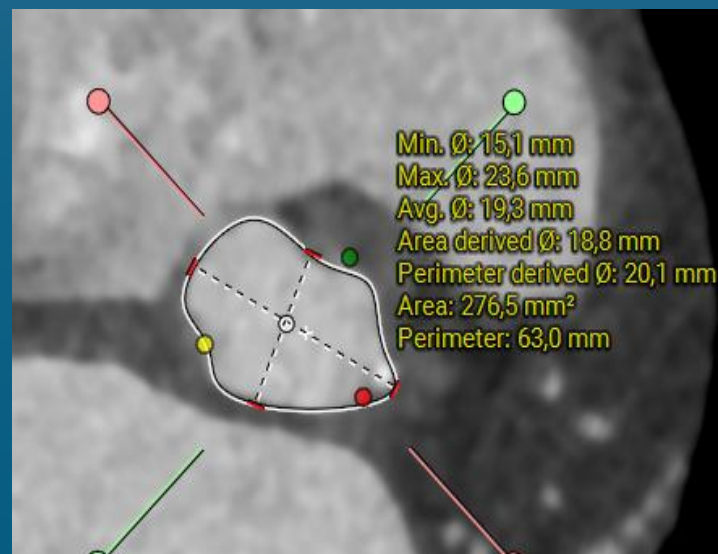 Min. Ø: 15,1 mm
Max. Ø: 23,6 mm
Avg. Ø: 19,3 mm
Area derived Ø: 18,8 mm
Perimeter derived Ø: 20,1 mm
Area: 276,5 mm²
Perimeter: 63,0 mm